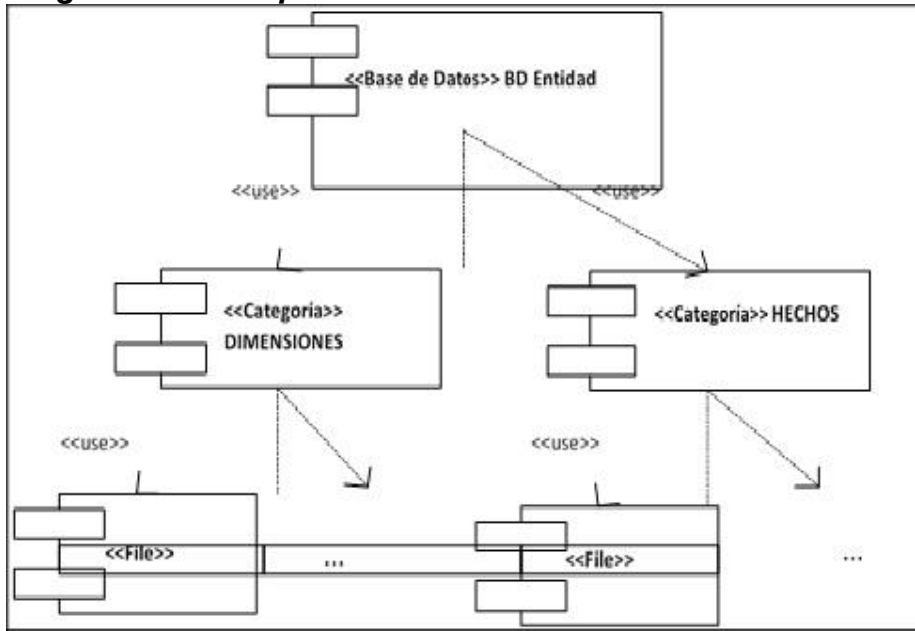 <<Base de Datos>> BD Entidad
<<use>>
<<use>>
<<Categoria>>
DIMENSIONES
<<Categoria>> HECHOS
<<use>>
<<use>>
<<File>>
...
<<File>>
...